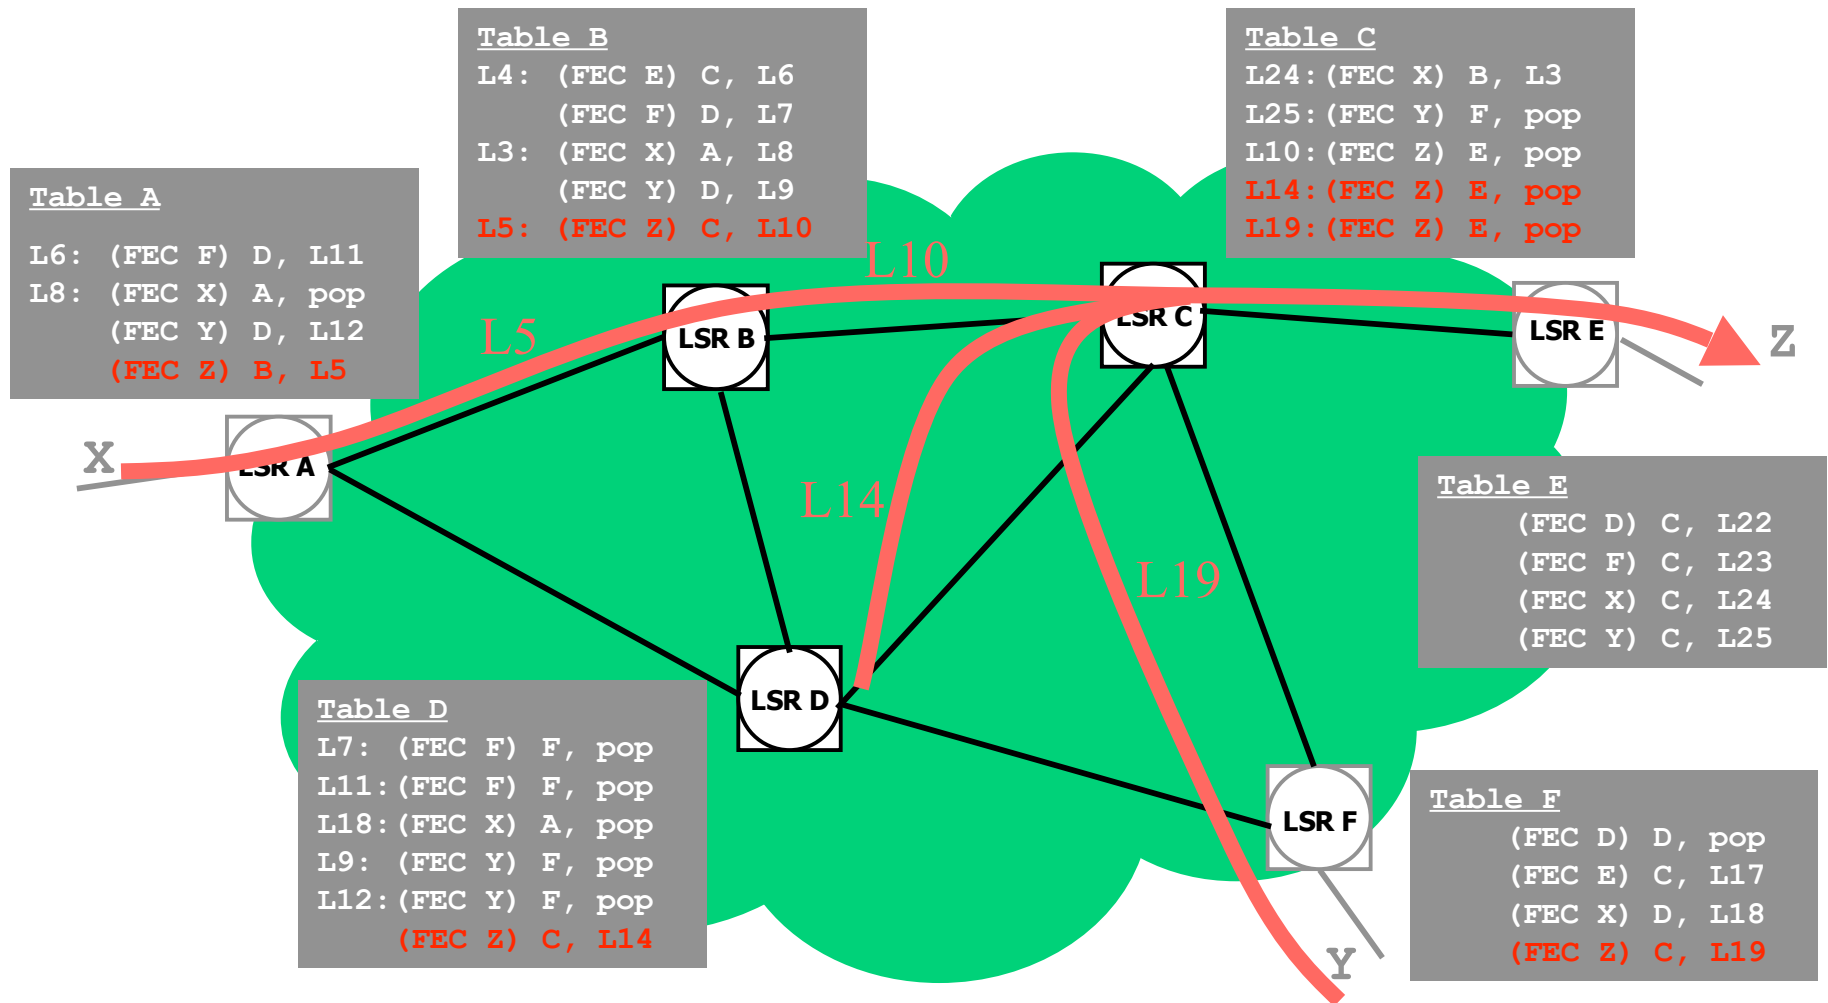 Table B
L4: (FEC E) C, L6
(FEC F) D, L7
L3: (FEC X) A, L8
(FEC Y) D, L9
L5: (FEC Z) C, L10
Table C
L24:(FEC X) B, L3
L25:(FEC Y) F, pop
L10:(FEC Z) E, pop
L14:(FEC Z) E, pop
L19:(FEC Z) E, pop
Table A
L6: (FEC F) D, L11
L8: (FEC X) A, pop
(FEC Y) D, L12
(FEC Z) B, L5
L10
L5
LSR B
LSR C
LSR E
Z
X
LSR A
L14
L19
Table E
(FEC D) C, L22
(FEC F) C, L23
(FEC X) C, L24
(FEC Y) C, L25
LSR D
Table D
L7: (FEC F) F, pop
L11:(FEC F) F, pop
L18:(FEC X) A, pop
L9: (FEC Y) F, pop
L12:(FEC Y) F, pop
(FEC Z) C, L14
LSR F
Y
Table F
(FEC D) D, pop
(FEC E) C, L17
(FEC X) D, L18
(FEC Z) C, L19